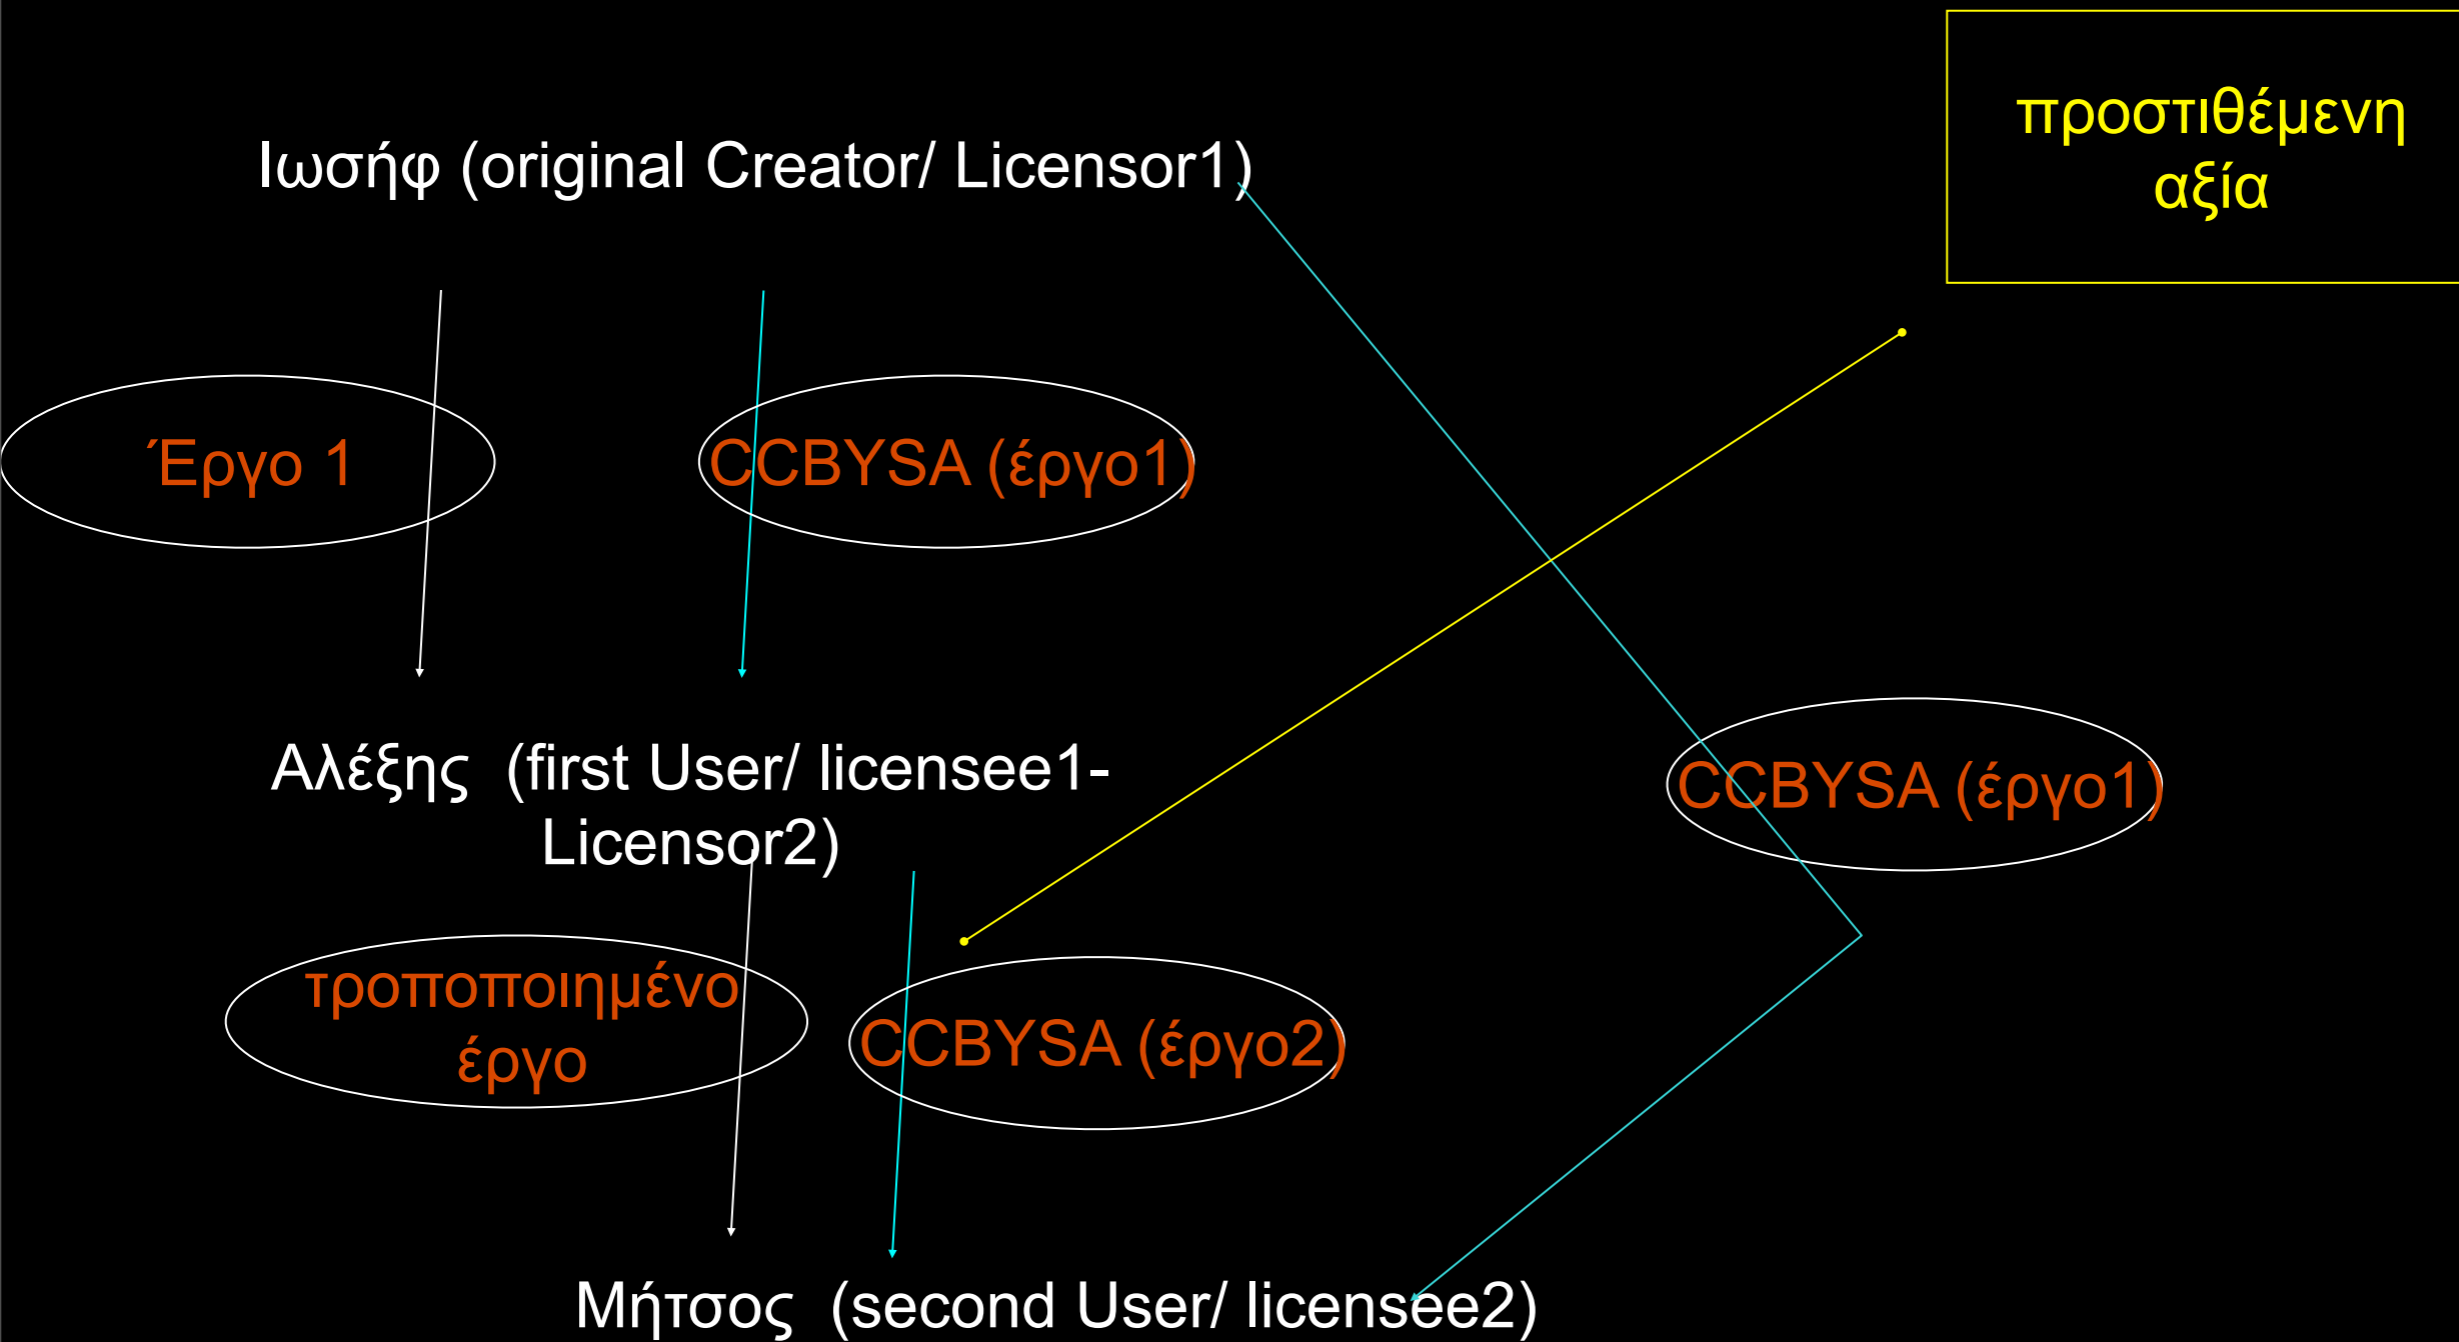 προστιθέμενη
αξία
Ιωσήφ (original Creator/ Licensor1)
Έργο 1
CCBYSA (έργο1)
Αλέξης (first User/ licensee1-
Licensor2)
CCBYSA (έργο1)
τροποποιημένο
έργο
CCBYSA (έργο2)
Μήτσος (second User/ licensee2)